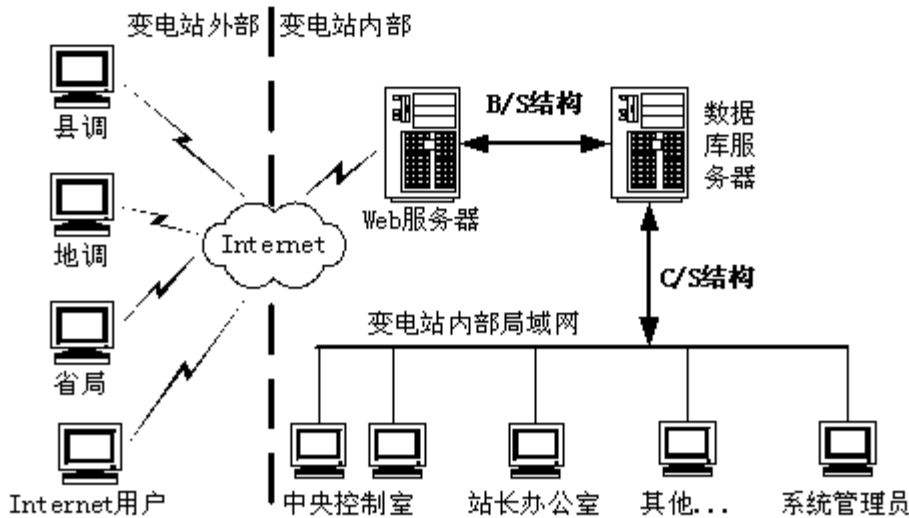 变电站外部
变电站内部
县调
地调
省局
Internet用户
Internet
Web服务器
B/S结构
数据
库服
务器
C/S结构
变电站内部局域网
中央控制室
站长办公室
其他...
系统管理员